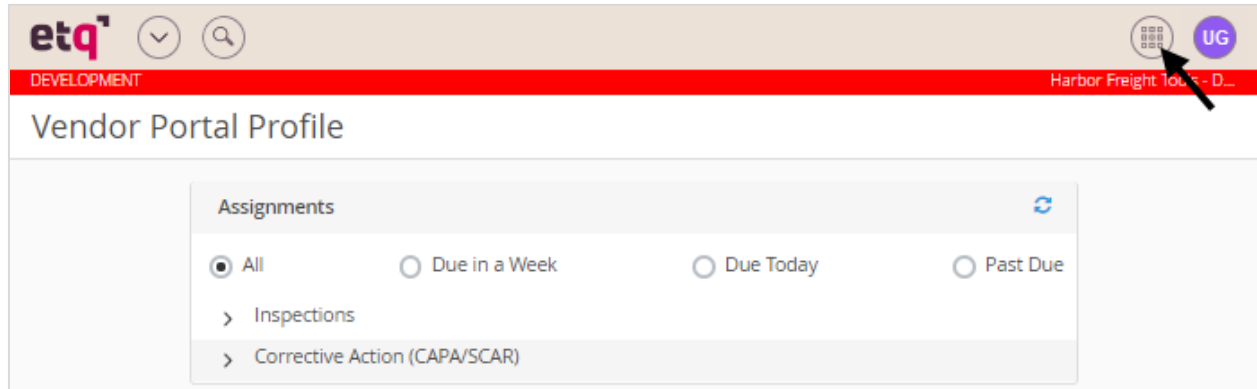 etq
UG
DEVELOPMENT
Harbor Freight Tools - D...
Vendor Portal Profile
Assignments
All
Due in a Week
Due Today
Past Due
Inspections
Corrective Action (CAPA/SCAR)